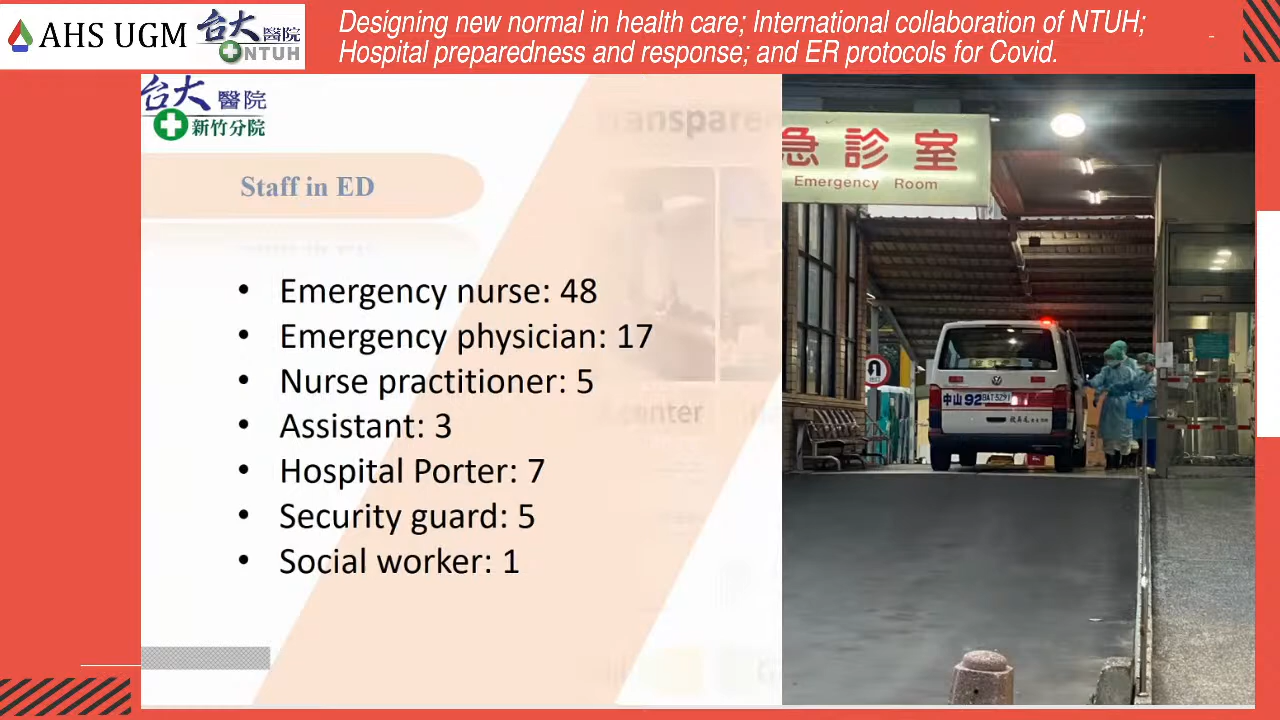 AHS UGM
台大醫院
NTUH
Designing new normal in health care; International collaboration of NTUH;
Hospital preparedness and response; and ER protocols for Covid.
台大醫院
新竹分院
Staff in ED
• Emergency nurse: 48
• Emergency physician: 17
• Nurse practitioner: 5
• Assistant: 3
• Hospital Porter: 7
• Security guard: 5
• Social worker: 1
center
急診室
Emergency Room
中山 92